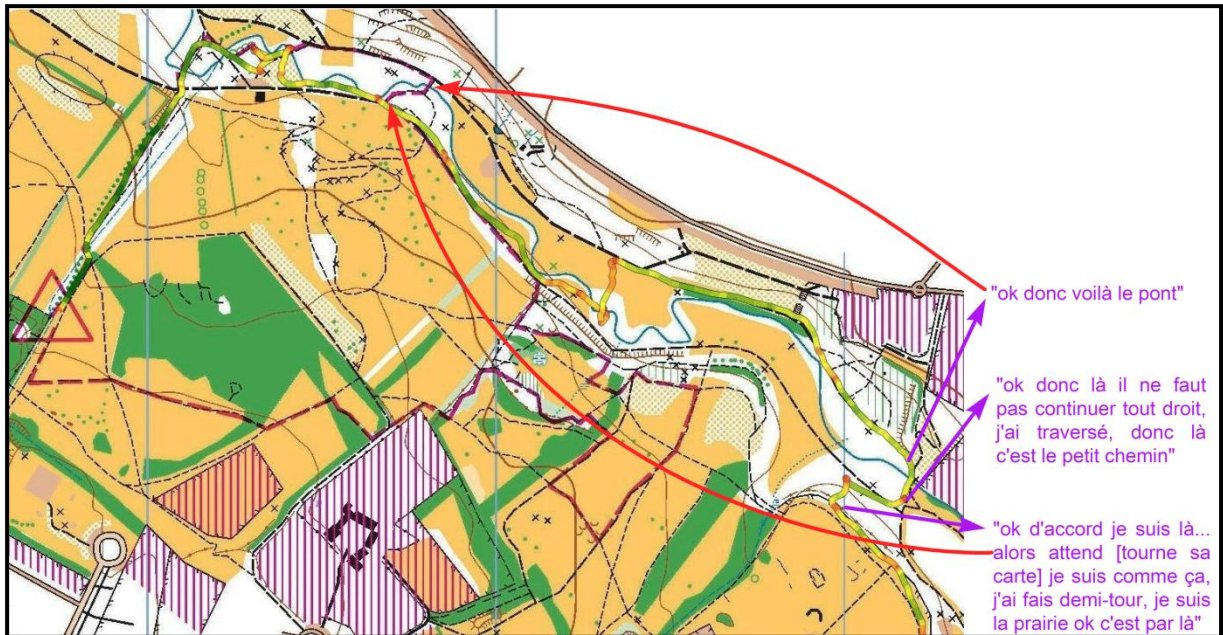 "ok donc voilà le pont"
"ok donc là il ne faut
pas continuer tout droit,
j'ai traversé, donc là
c'est le petit chemin"
"ok d'accord je suis là...
alors attend [tourne sa
carte] je suis comme ça,
j'ai fais demi-tour, je suis
la prairie ok c'est par là"